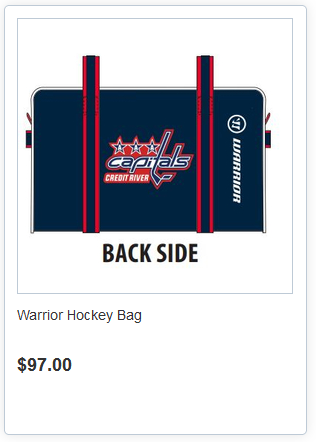 capitals
CREDIT RIVER
WARRIOR
BACK SIDE
Warrior Hockey Bag
$97.00